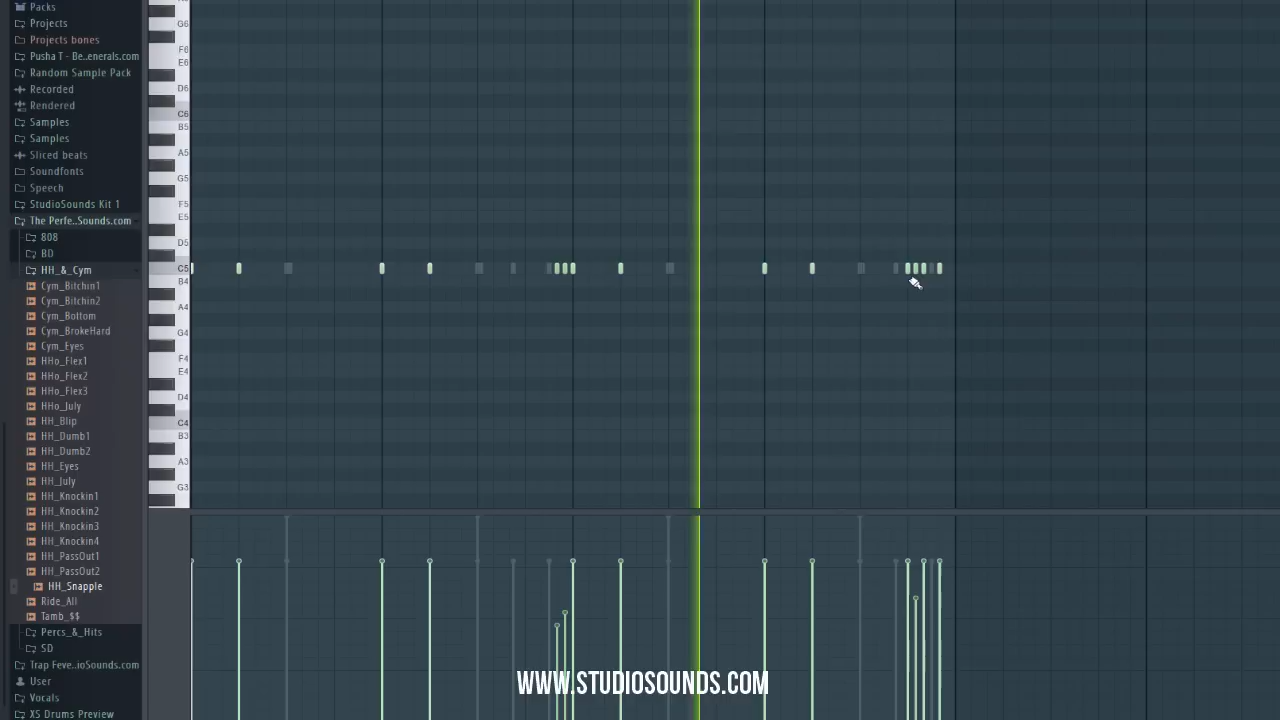 Packs
Projects
Projects bones
Pusha T - Be..enerals.com
Random Sample Pack
Recorded
Rendered
Samples
Samples
Sliced beats
Soundfonts
Speech
StudioSounds Kit 1
The Perfe..Sounds.com
808
BD
HH_&_Cym
Cym_Bitchin1
Cym_Bitchin2
Cym_Bottom
Cym_BrokeHard
Cym_Eyes
HHo_Flex1
HHo_Flex2
HHo_Flex3
HHo_July
HH_Blip
HH_Dumb1
HH_Dumb2
HH_Eyes
HH_July
HH_Knockin1
HH_Knockin2
HH_Knockin3
HH_Knockin4
HH_PassOut1
HH_PassOut2
HH_Snapple
Ride_All
Tamb_$$
Percs_&_Hits
SD
Trap Feve..ioSounds.com
User
Vocals
XS Drums Preview
G6
F6
E6
D6
C6
B5
A5
G5
F5
E5
D5
C5
B4
A4
G4
F4
E4
D4
C4
B3
A3
G3
WWW.STUDIOSOUNDS.COM